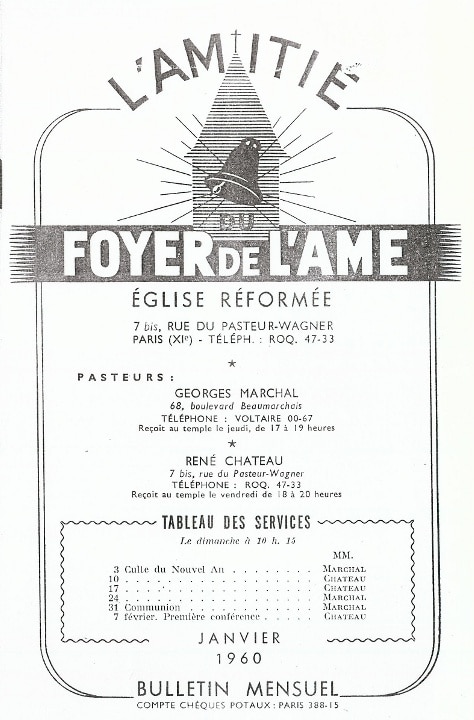 L'AMITIÉ
DU
FOYER DE L'AME
ÉGLISE RÉFORMÉE
7 bis, RUE DU PASTEUR-WAGNER
PARIS (XIe) - TÉLÉPH. : ROQ. 47-33
★
PASTEURS :
GEORGES MARCHAL
68, boulevard Beaumarchais
TÉLÉPHONE : VOLTAIRE 00-67
Reçoit au temple le jeudi, de 17 à 19 heures
★
RENÉ CHATEAU
7 bis, rue du Pasteur-Wagner
TÉLÉPHONE : ROQ. 47-33
Reçoit au temple le vendredi de 18 à 20 heures
TABLEAU DES SERVICES
Le dimanche à 10 h. 15
MM.
3 Culte du Nouvel An . . . . . . . . MARCHAL
10 . . . . . . . . . . . . . . . . . . CHATEAU
17 . . . . . . . . . . . . . . . . . . CHATEAU
24 . . . . . . . . . . . . . . . . . . MARCHAL
31 Communion . . . . . . . . . . . . MARCHAL
7 février. Première conférence . . . . . CHATEAU
JANVIER
1960
BULLETIN MENSUEL
COMPTE CHÈQUES POTAUX : PARIS 388-15